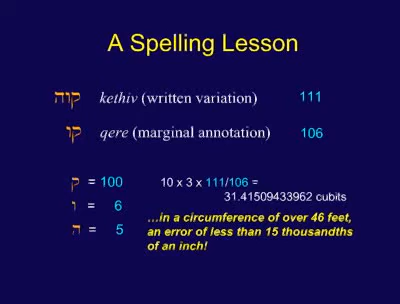 A Spelling Lesson
קוה kethiv (written variation) 111
קו qere (marginal annotation) 106
ק = 100
ו = 6
ה = 5
10 x 3 x 111/106 =
31.41509433962 cubits
…in a circumference of over 46 feet,
an error of less than 15 thousandths
of an inch!